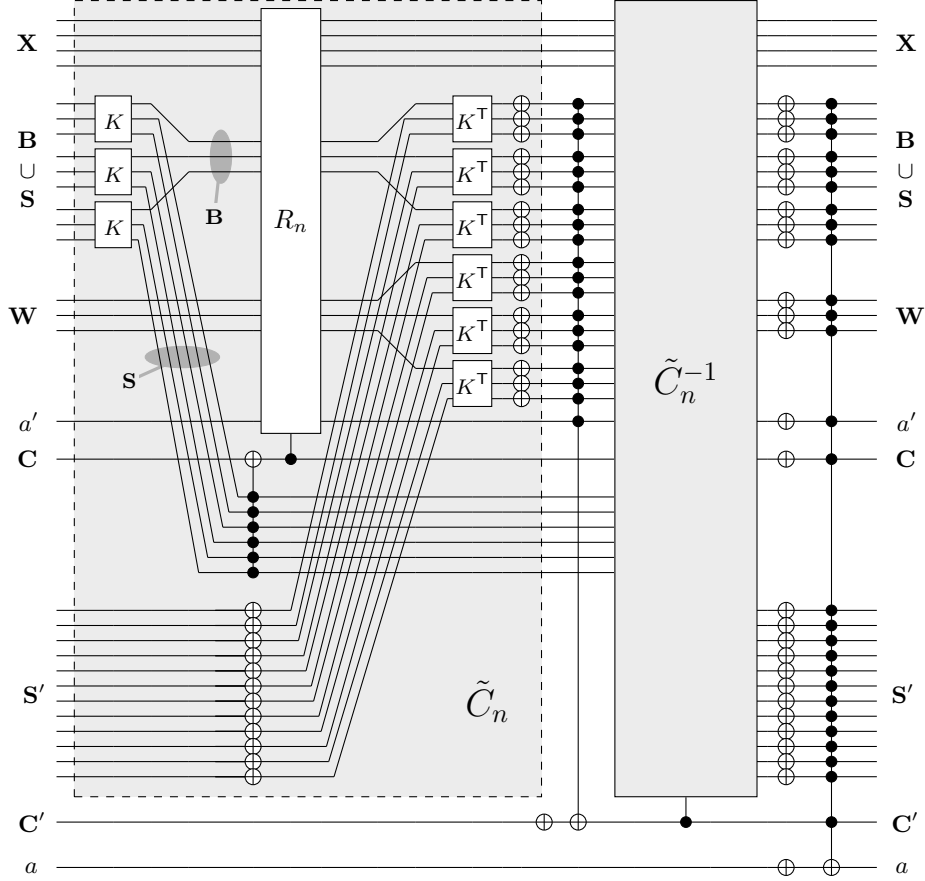 X X
K
B K^T B
∪ K K^T ∪
S B S
K R_n K^T
K^T
W W
K^T
S K^T C̃_n^{-1}
a′ a′
C C
S′ C̃_n S′
C′ C′
a a